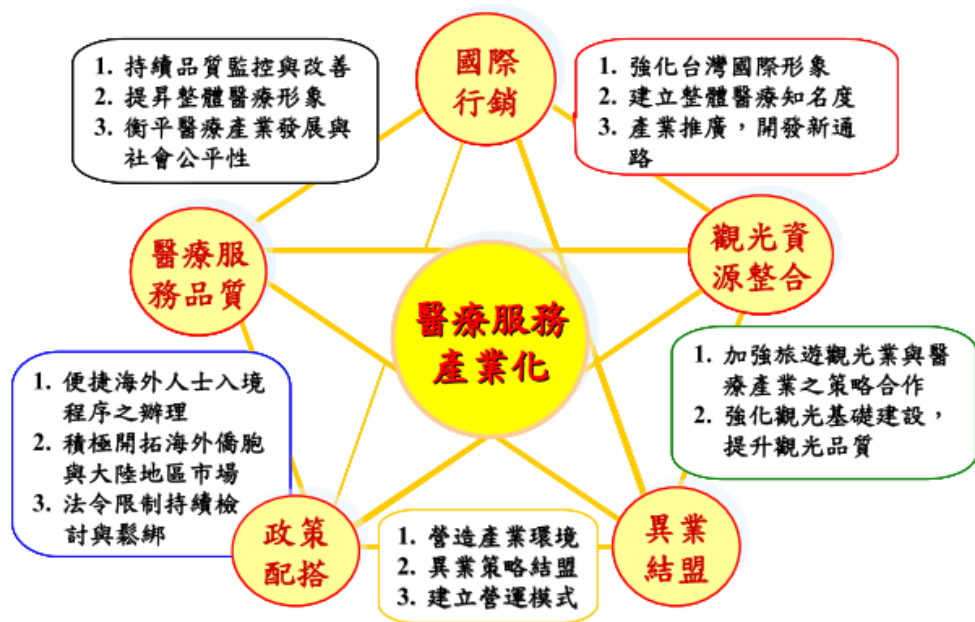 國際
行銷
1. 持續品質監控與改善
2. 提昇整體醫療形象
3. 衡平醫療產業發展與
社會公平性
1. 強化台灣國際形象
2. 建立整體醫療知名度
3. 產業推廣，開發新通
路
醫療服
務品質
觀光資
源整合
醫療服務
產業化
1. 便捷海外人士入境
程序之辦理
2. 積極開拓海外僑胞
與大陸地區市場
3. 法令限制持續檢
討與鬆綁
1. 加強旅遊觀光業與醫
療產業之策略合作
2. 強化觀光基礎建設，
提升觀光品質
政策
配搭
1. 營造產業環境
2. 異業策略結盟
3. 建立營運模式
異業
結盟